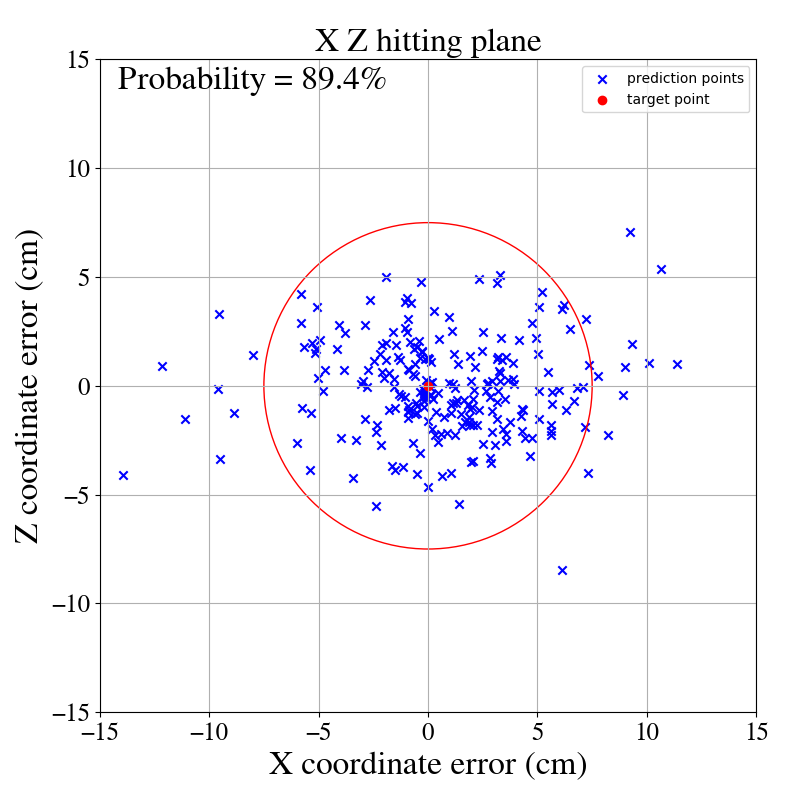 X Z hitting plane
Probability = 89.4%
prediction points
target point
15
10
5
0
−5
−10
−15
−15
−10
−5
0
5
10
15
Z coordinate error (cm)
X coordinate error (cm)